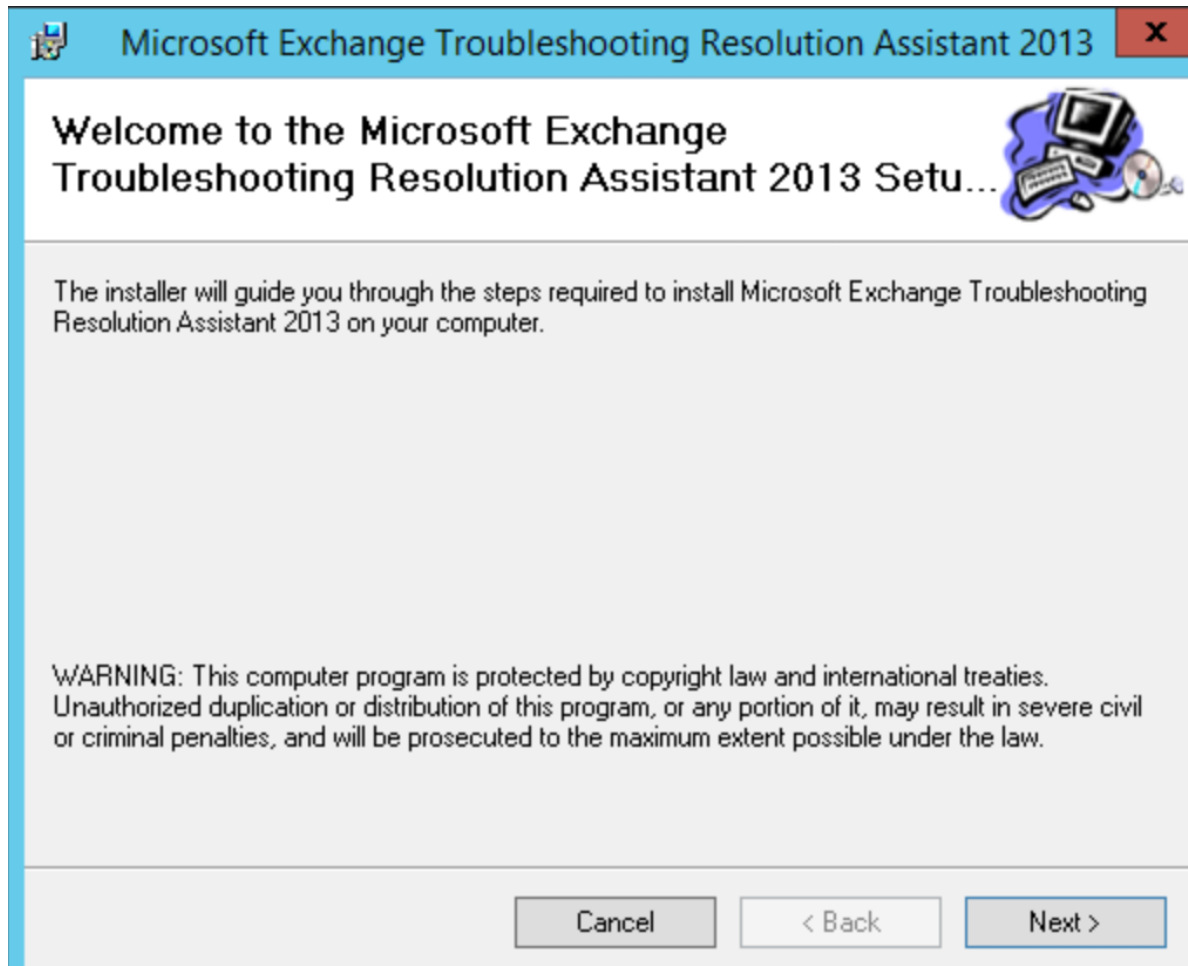 Microsoft Exchange Troubleshooting Resolution Assistant 2013
x
Welcome to the Microsoft Exchange
Troubleshooting Resolution Assistant 2013 Setu...
The installer will guide you through the steps required to install Microsoft Exchange Troubleshooting
Resolution Assistant 2013 on your computer.
WARNING: This computer program is protected by copyright law and international treaties.
Unauthorized duplication or distribution of this program, or any portion of it, may result in severe civil
or criminal penalties, and will be prosecuted to the maximum extent possible under the law.
Cancel
< Back
Next >